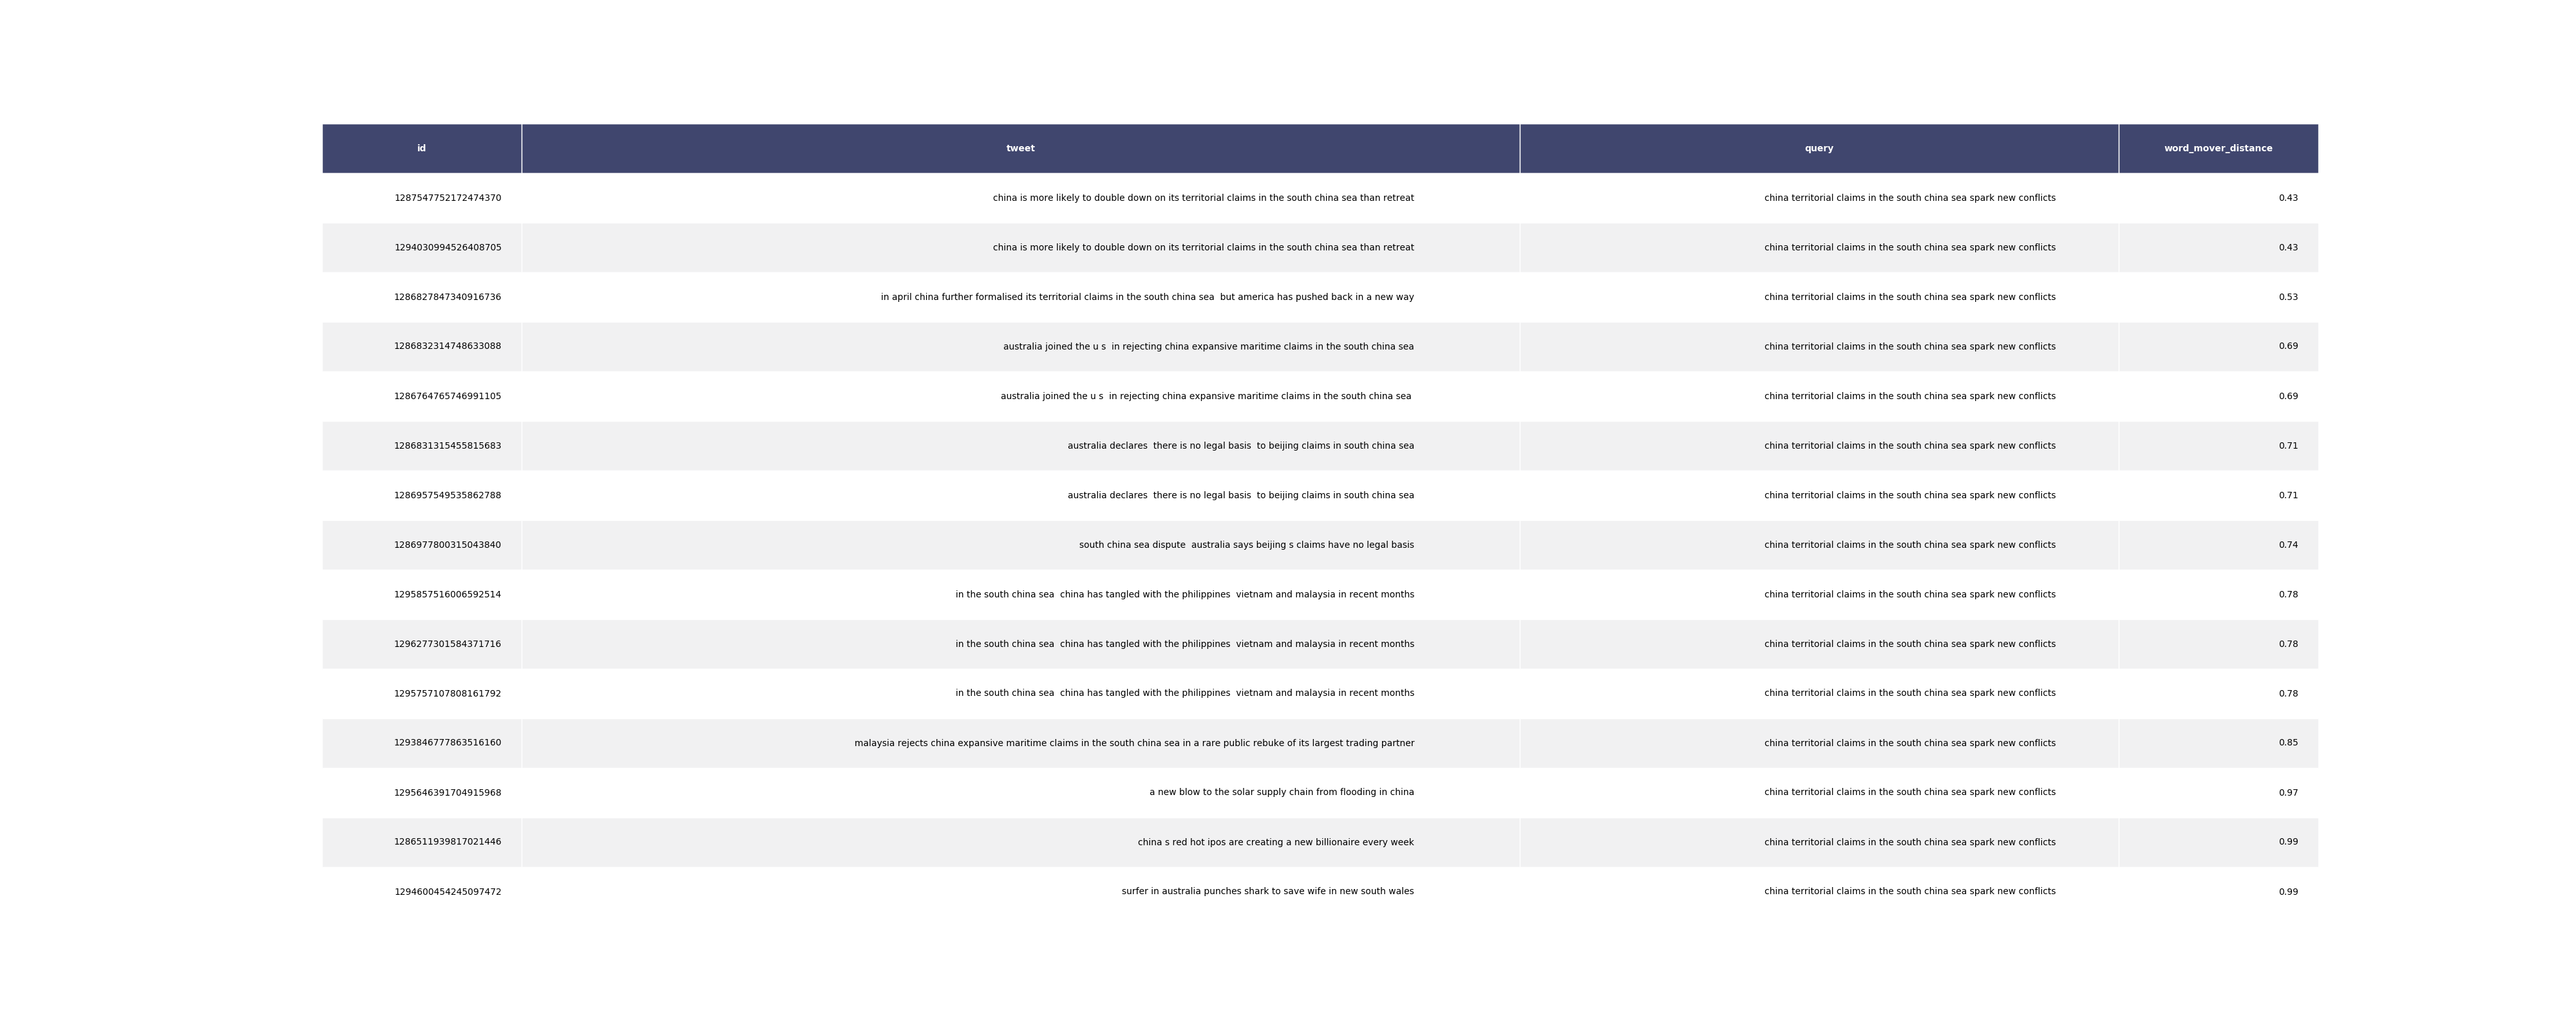 id tweet query word_mover_distance
1287547752172474370 china is more likely to double down on its territorial claims in the south china sea than retreat china territorial claims in the south china sea spark new conflicts 0.43
1294030994526408705 china is more likely to double down on its territorial claims in the south china sea than retreat china territorial claims in the south china sea spark new conflicts 0.43
1286827847340916736 in april china further formalised its territorial claims in the south china sea  but america has pushed back in a new way china territorial claims in the south china sea spark new conflicts 0.53
1286832314748633088 australia joined the u s  in rejecting china expansive maritime claims in the south china sea china territorial claims in the south china sea spark new conflicts 0.69
1286764765746991105 australia joined the u s  in rejecting china expansive maritime claims in the south china sea china territorial claims in the south china sea spark new conflicts 0.69
1286831315455815683 australia declares  there is no legal basis  to beijing claims in south china sea china territorial claims in the south china sea spark new conflicts 0.71
1286957549535862788 australia declares  there is no legal basis  to beijing claims in south china sea china territorial claims in the south china sea spark new conflicts 0.71
1286977800315043840 south china sea dispute  australia says beijing s claims have no legal basis china territorial claims in the south china sea spark new conflicts 0.74
1295857516006592514 in the south china sea  china has tangled with the philippines  vietnam and malaysia in recent months china territorial claims in the south china sea spark new conflicts 0.78
1296277301584371716 in the south china sea  china has tangled with the philippines  vietnam and malaysia in recent months china territorial claims in the south china sea spark new conflicts 0.78
1295757107808161792 in the south china sea  china has tangled with the philippines  vietnam and malaysia in recent months china territorial claims in the south china sea spark new conflicts 0.78
1293846777863516160 malaysia rejects china expansive maritime claims in the south china sea in a rare public rebuke of its largest trading partner china territorial claims in the south china sea spark new conflicts 0.85
1295646391704915968 a new blow to the solar supply chain from flooding in china china territorial claims in the south china sea spark new conflicts 0.97
1286511939817021446 china s red hot ipos are creating a new billionaire every week china territorial claims in the south china sea spark new conflicts 0.99
1294600454245097472 surfer in australia punches shark to save wife in new south wales china territorial claims in the south china sea spark new conflicts 0.99